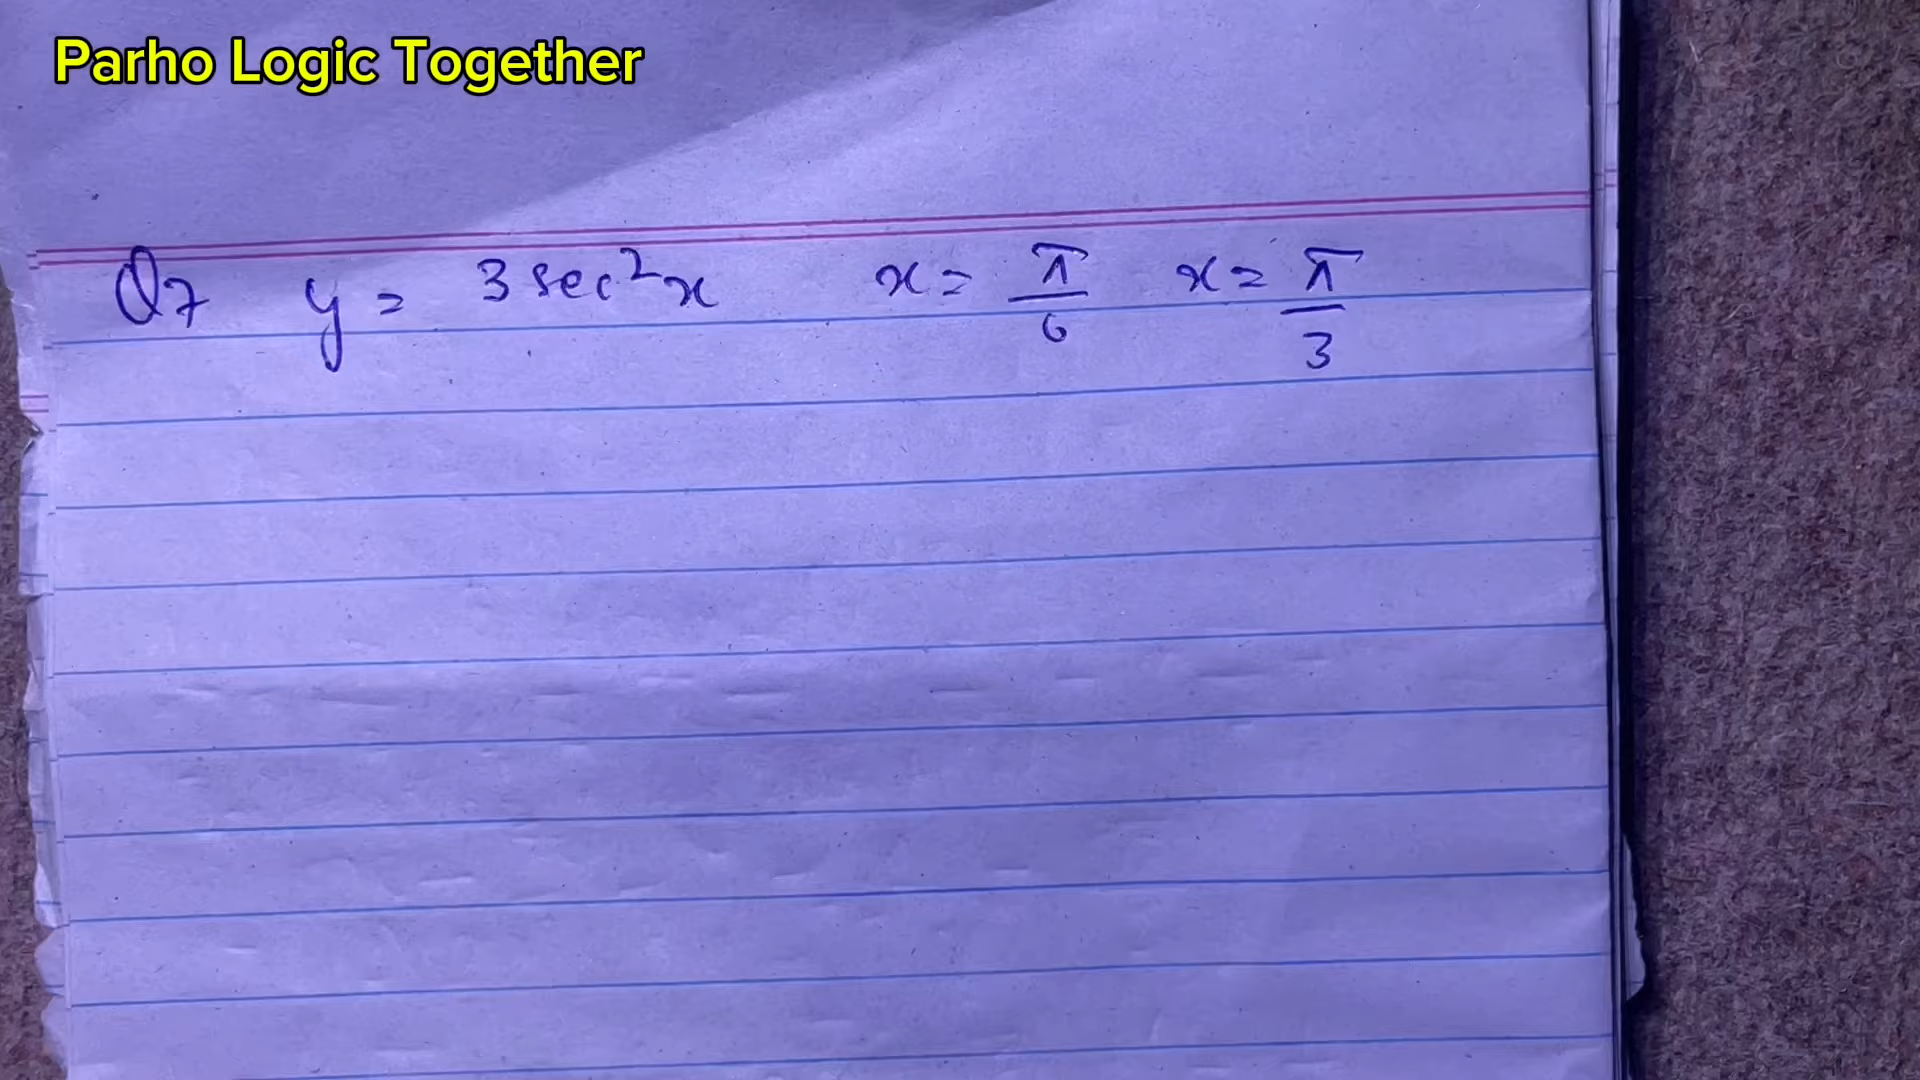 Parho Logic Together
Q7 y = 3 sec²x x = π/6 x = π/3